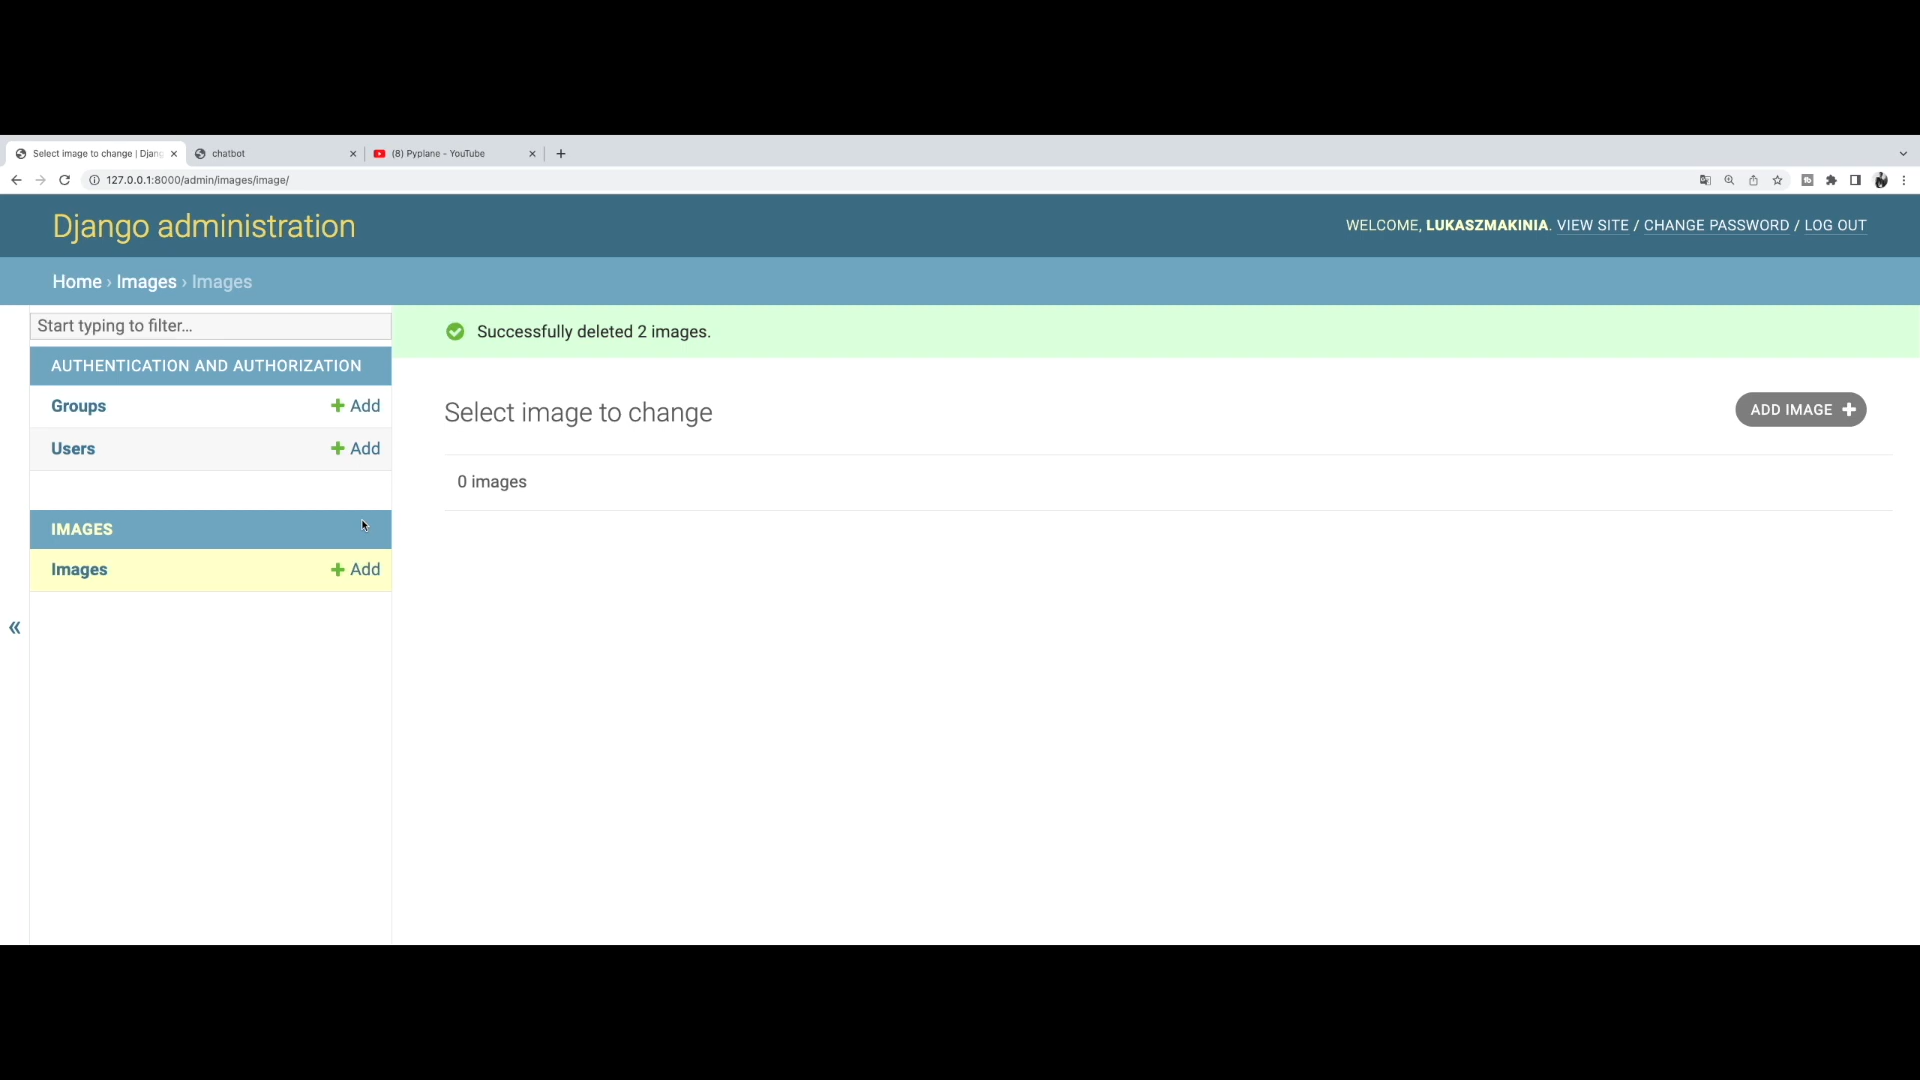 Select image to change | Djang
chatbot
(8) Pyplane - YouTube
127.0.0.1:8000/admin/images/image/
Django administration
WELCOME, LUKASZMAKINIA. VIEW SITE / CHANGE PASSWORD / LOG OUT
Home › Images › Images
Start typing to filter...
Successfully deleted 2 images.
AUTHENTICATION AND AUTHORIZATION
Groups + Add
Select image to change
ADD IMAGE +
Users + Add
0 images
IMAGES
Images + Add
«